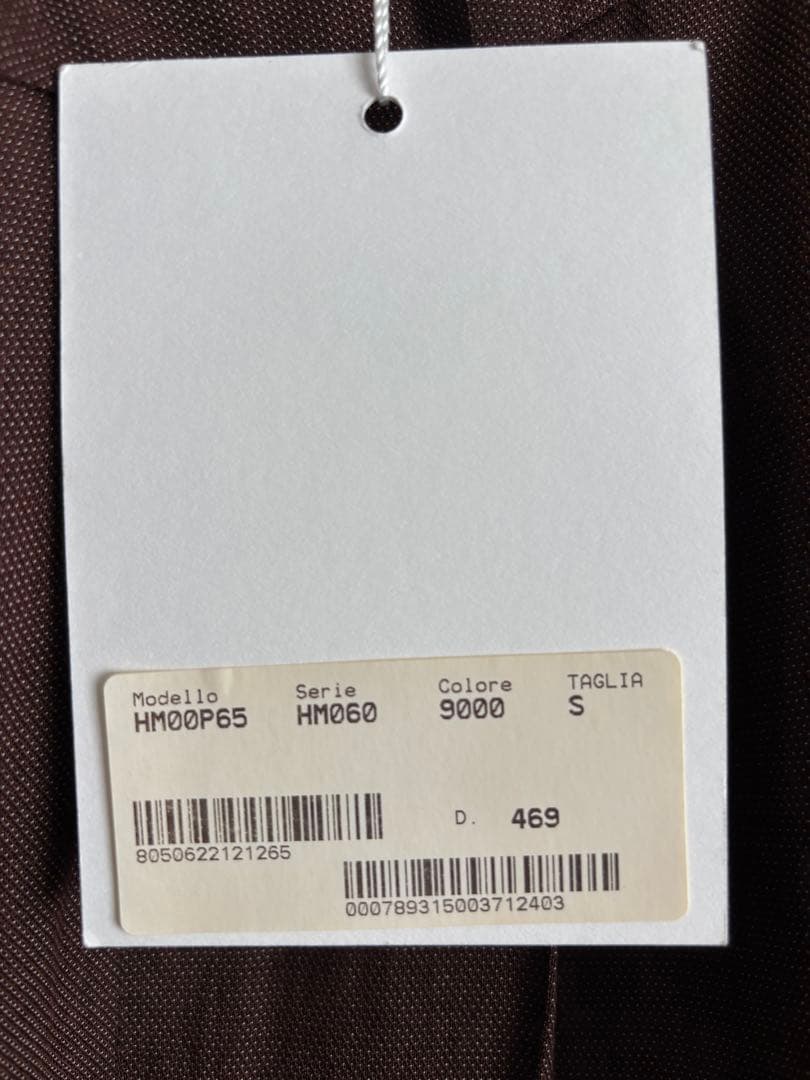 Modello Serie Colore TAGLIA
HM00P65 HM060 9000 S
D. 469
8050622121265
000789315003712403